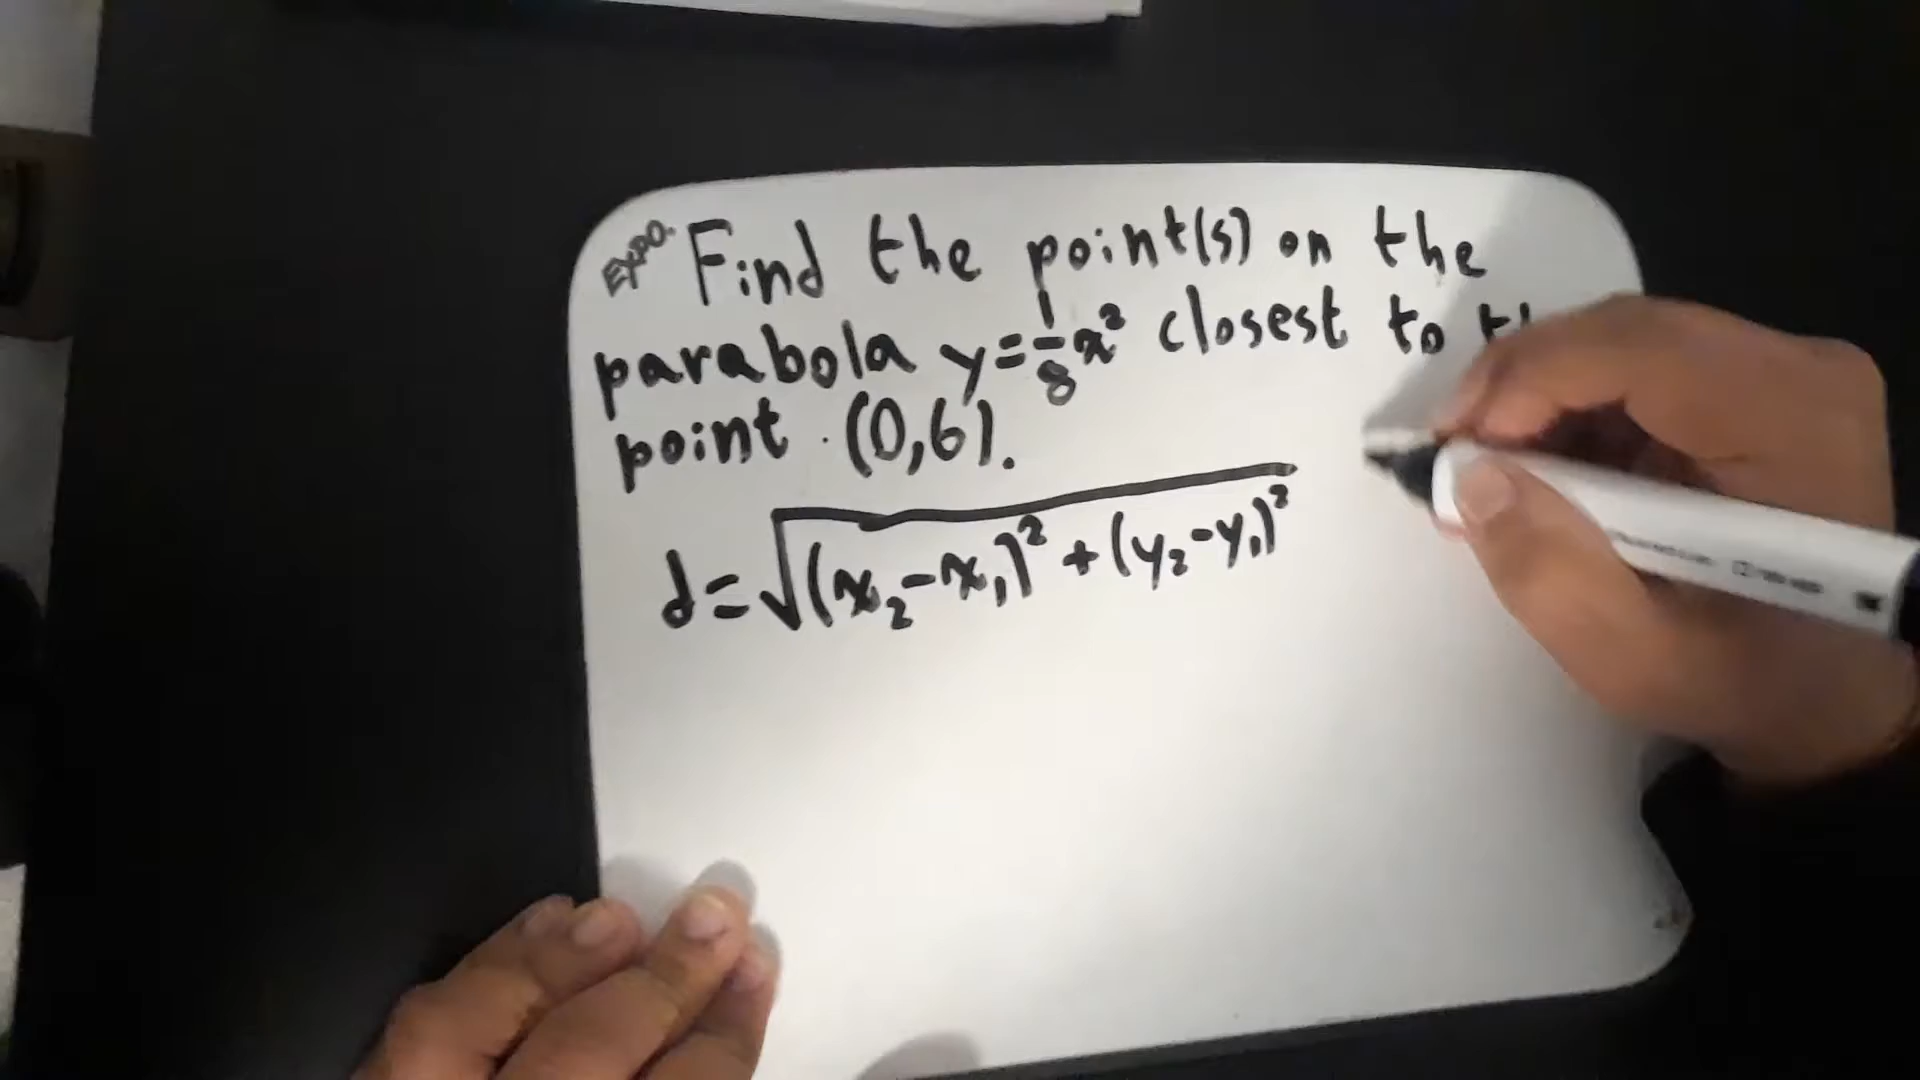 EXPO.
Find the point(s) on the
parabola y=1/8x² closest to
point (0,6).
d=√(x₂-x₁)²+(y₂-y₁)²